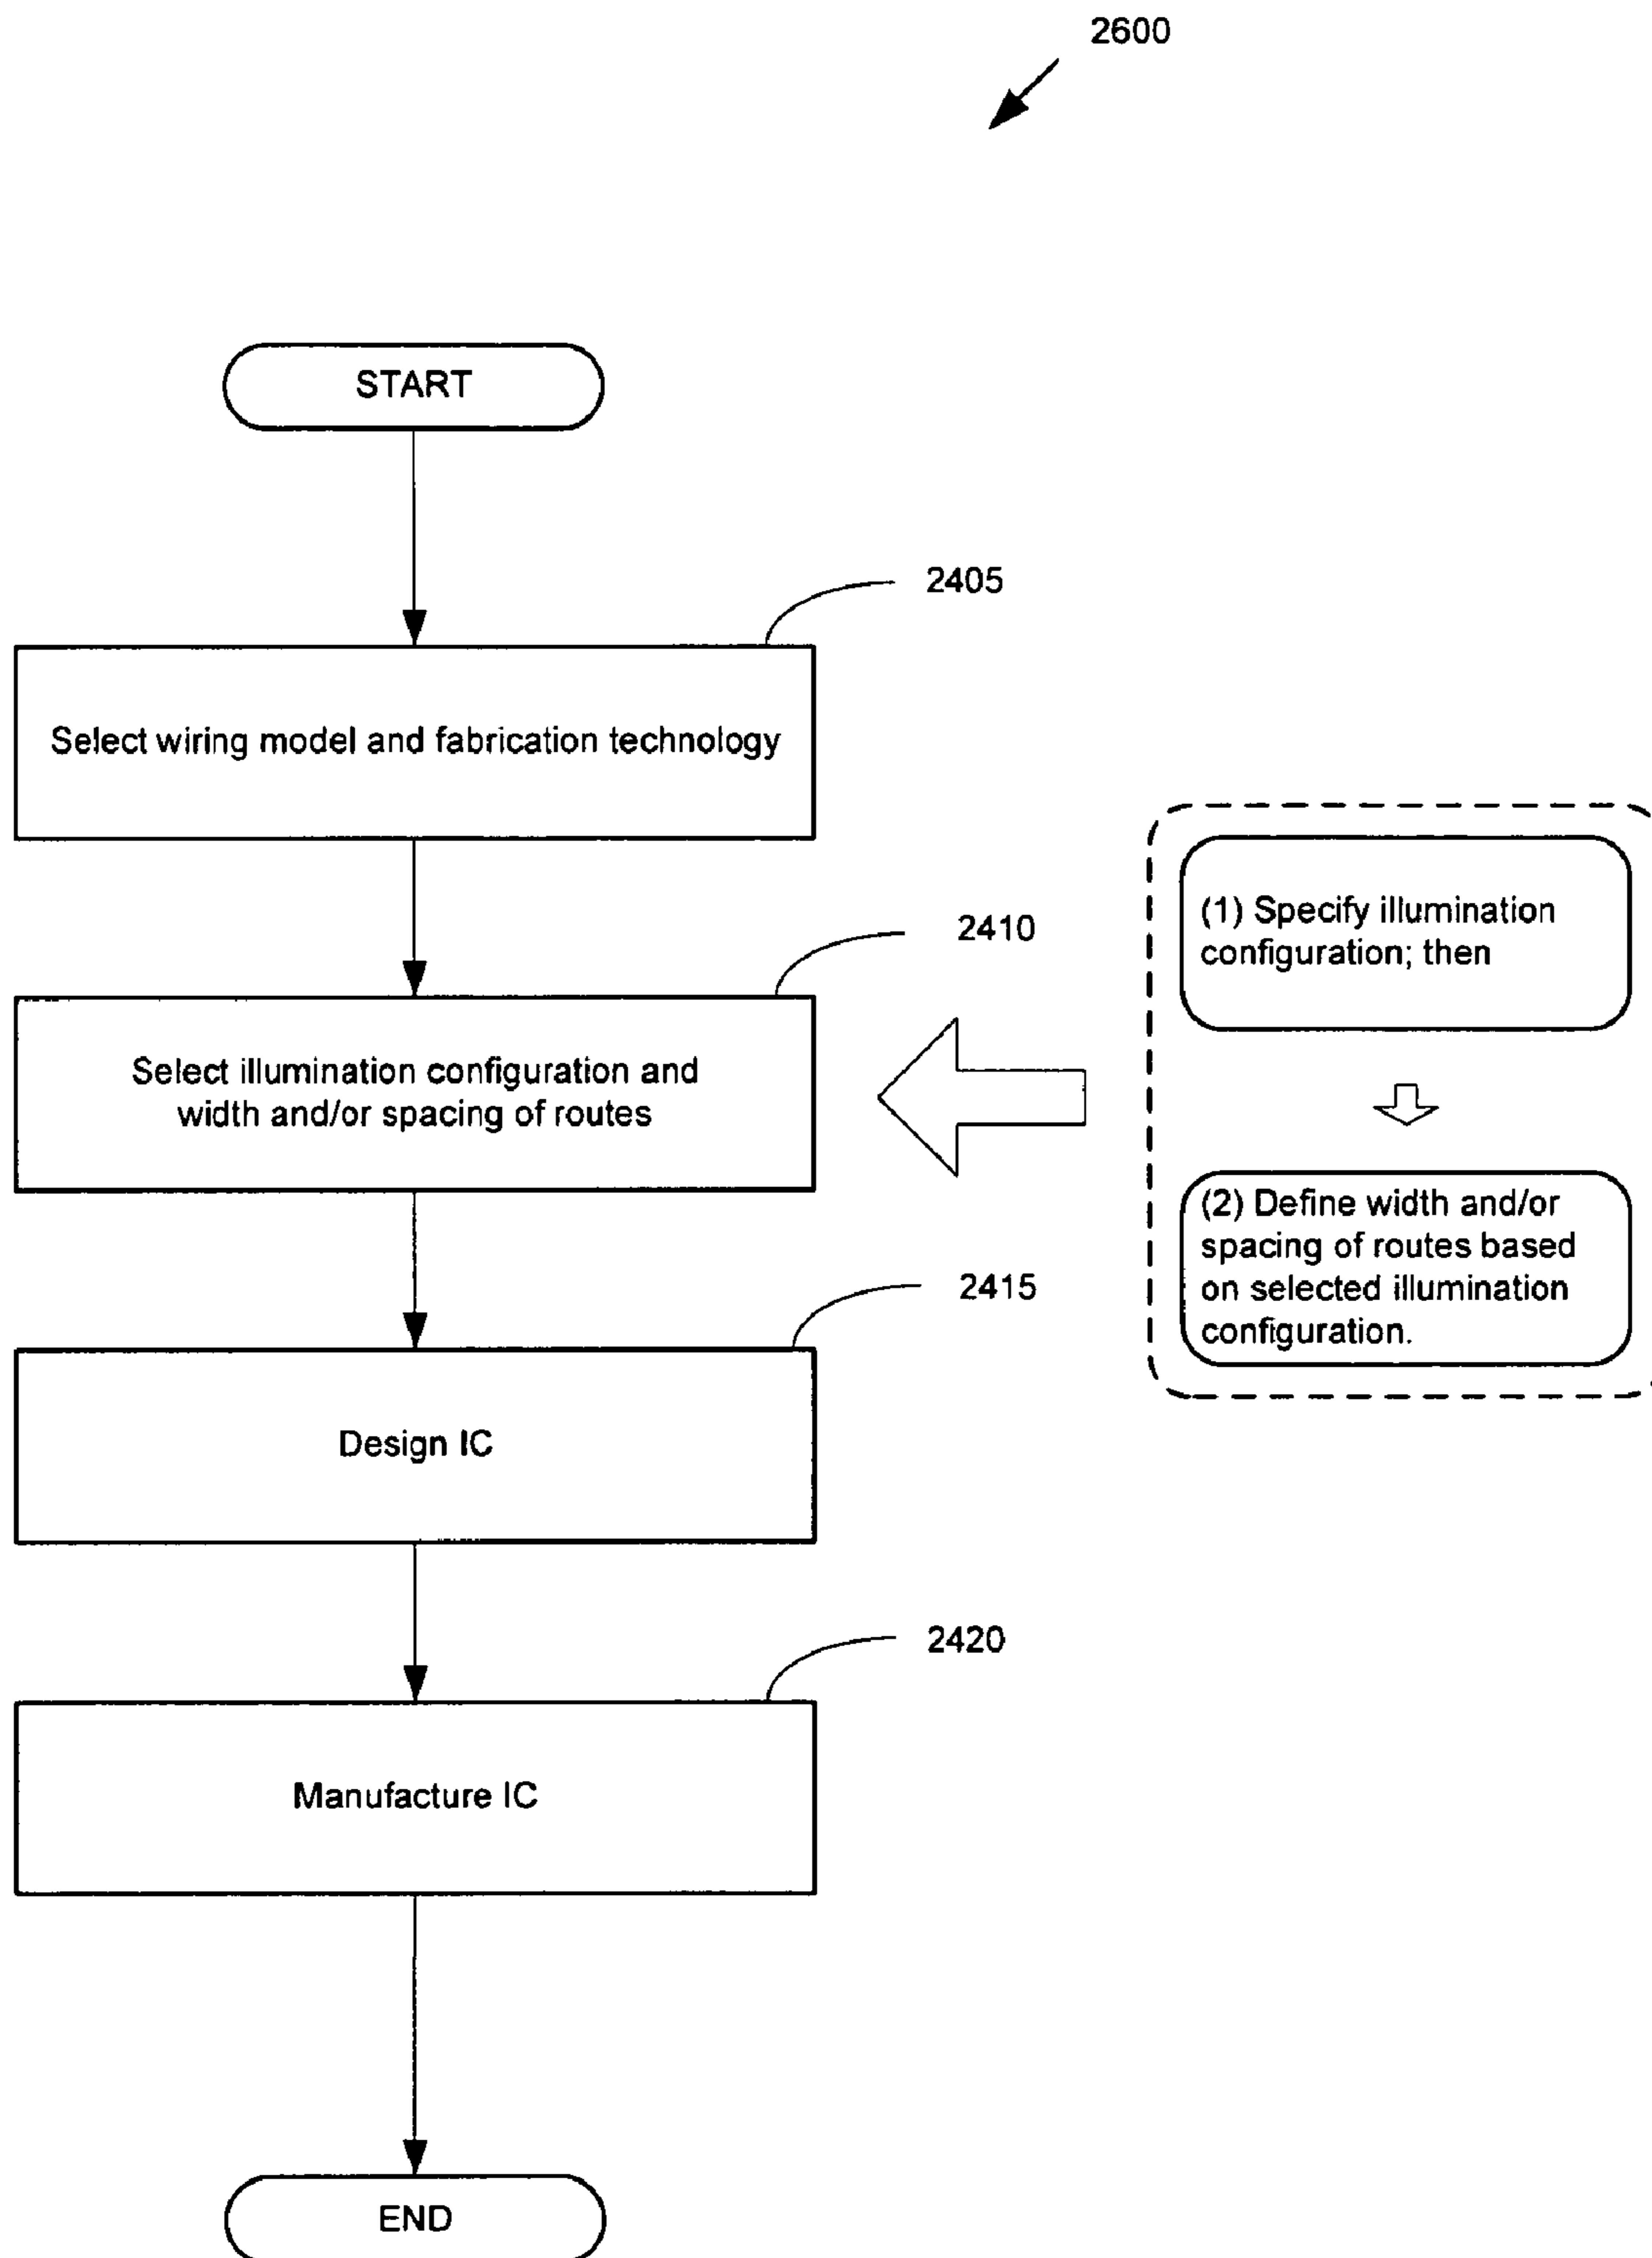 2600
START
2405
Select wiring model and fabrication technology
2410
Select illumination configuration and
width and/or spacing of routes
(1) Specify illumination
configuration; then
(2) Define width and/or
spacing of routes based
on selected illumination
configuration.
2415
Design IC
2420
Manufacture IC
END